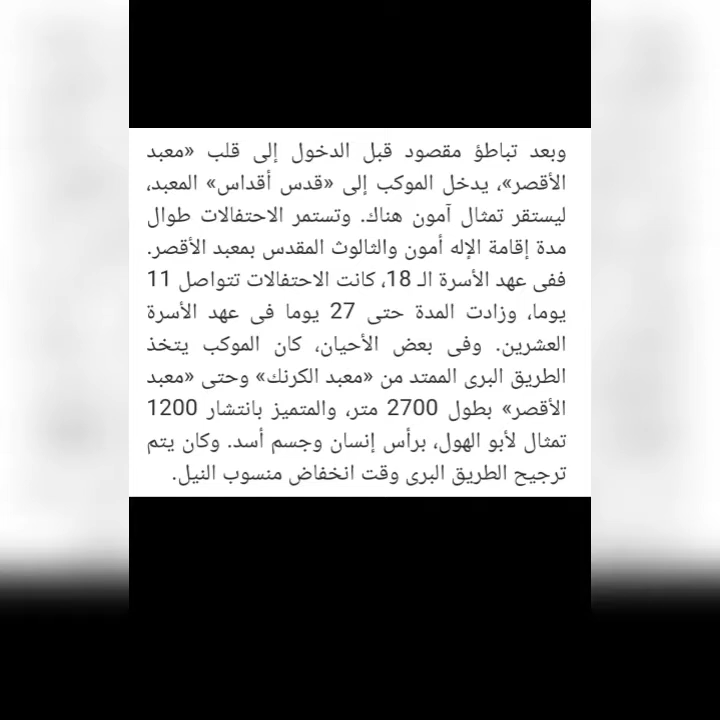 وبعد تباطؤ مقصود قبل الدخول إلى قلب «معبد
الأقصر»، يدخل الموكب إلى «قدس أقداس» المعبد،
ليستقر تمثال آمون هناك. وتستمر الاحتفالات طوال
مدة إقامة الإله أمون والثالوث المقدس بمعبد الأقصر.
ففى عهد الأسرة الـ 18، كانت الاحتفالات تتواصل 11
يوما، وزادت المدة حتى 27 يوما فى عهد الأسرة
العشرين. وفى بعض الأحيان، كان الموكب يتخذ
الطريق البرى الممتد من «معبد الكرنك» وحتى «معبد
الأقصر» بطول 2700 متر، والمتميز بانتشار 1200
تمثال لأبو الهول، برأس إنسان وجسم أسد. وكان يتم
ترجيح الطريق البرى وقت انخفاض منسوب النيل.